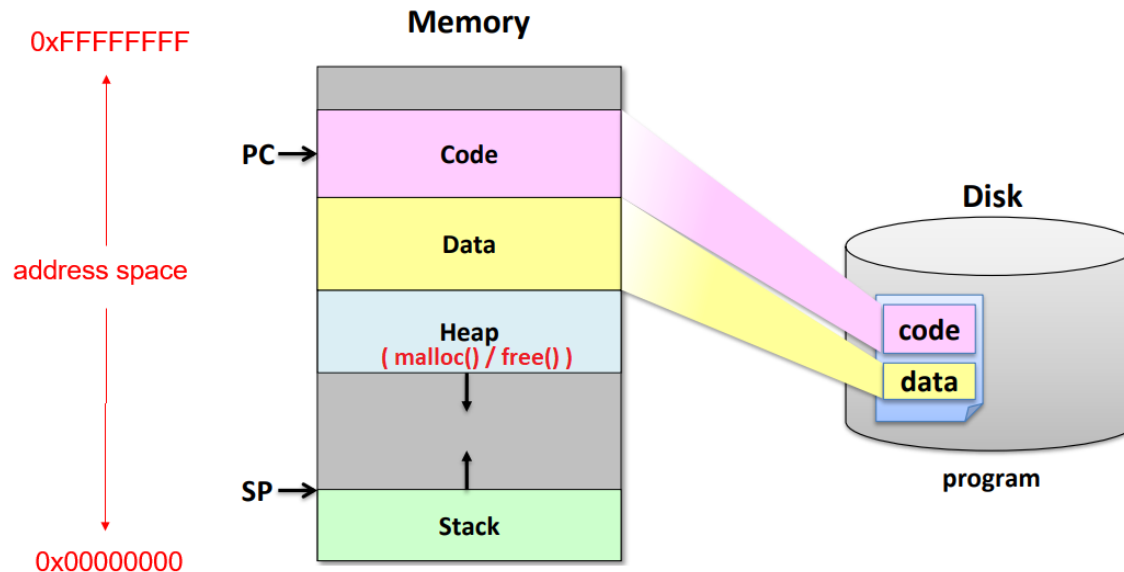 Memory
0xFFFFFFFF
PC
Code
Disk
Data
address space
Heap
( malloc() / free() )
code
data
SP
program
Stack
0x00000000